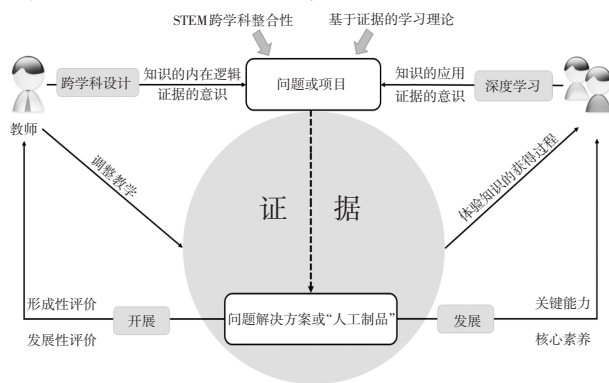 STEM跨学科整合性
基于证据的学习理论
跨学科设计
知识的内在逻辑
证据的意识
问题或项目
知识的应用
证据的意识
深度学习
教师
调整教学
证 据
体验知识的获得过程
形成性评价
发展性评价
开展
问题解决方案或“人工制品”
发展
关键能力
核心素养